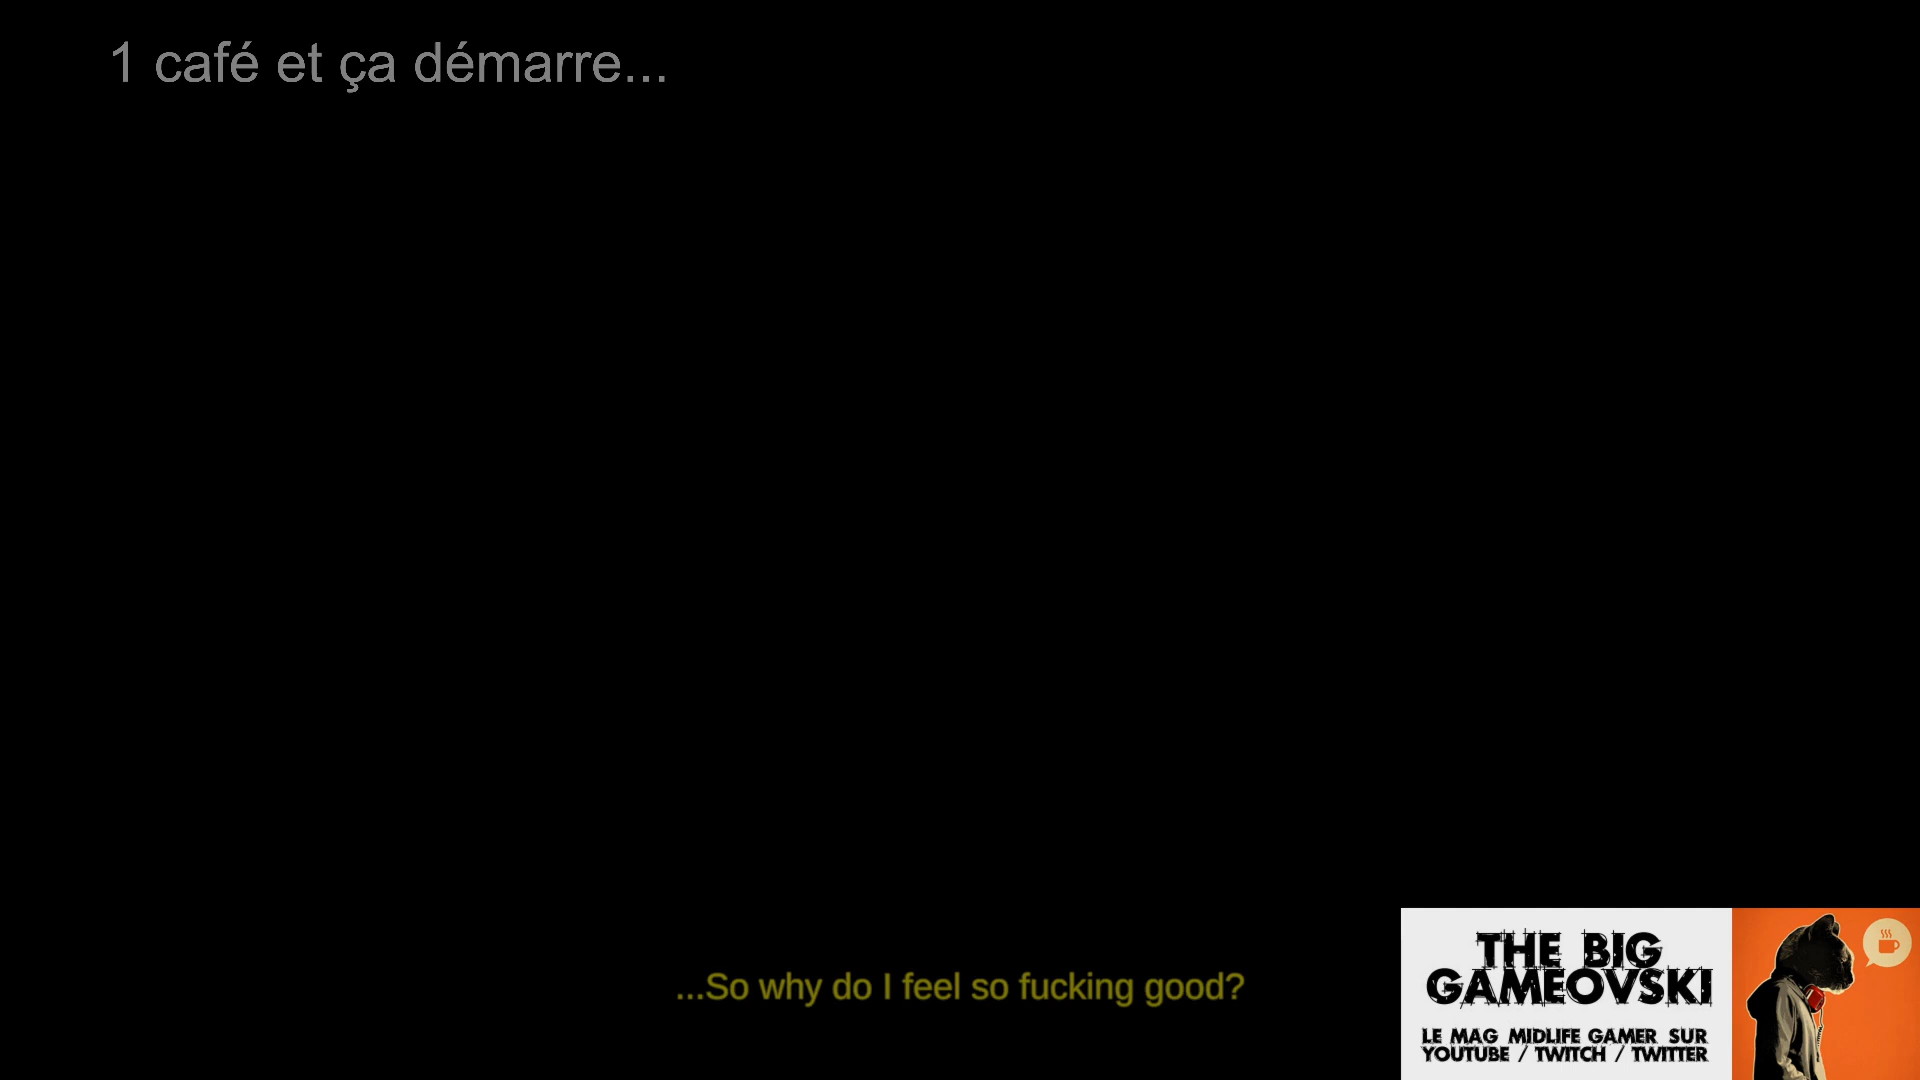 1 café et ça démarre...
...So why do I feel so fucking good?
THE BIG
GAMEOVSKI
LE MAG MIDLIFE GAMER SUR
YOUTUBE / TWITCH / TWITTER